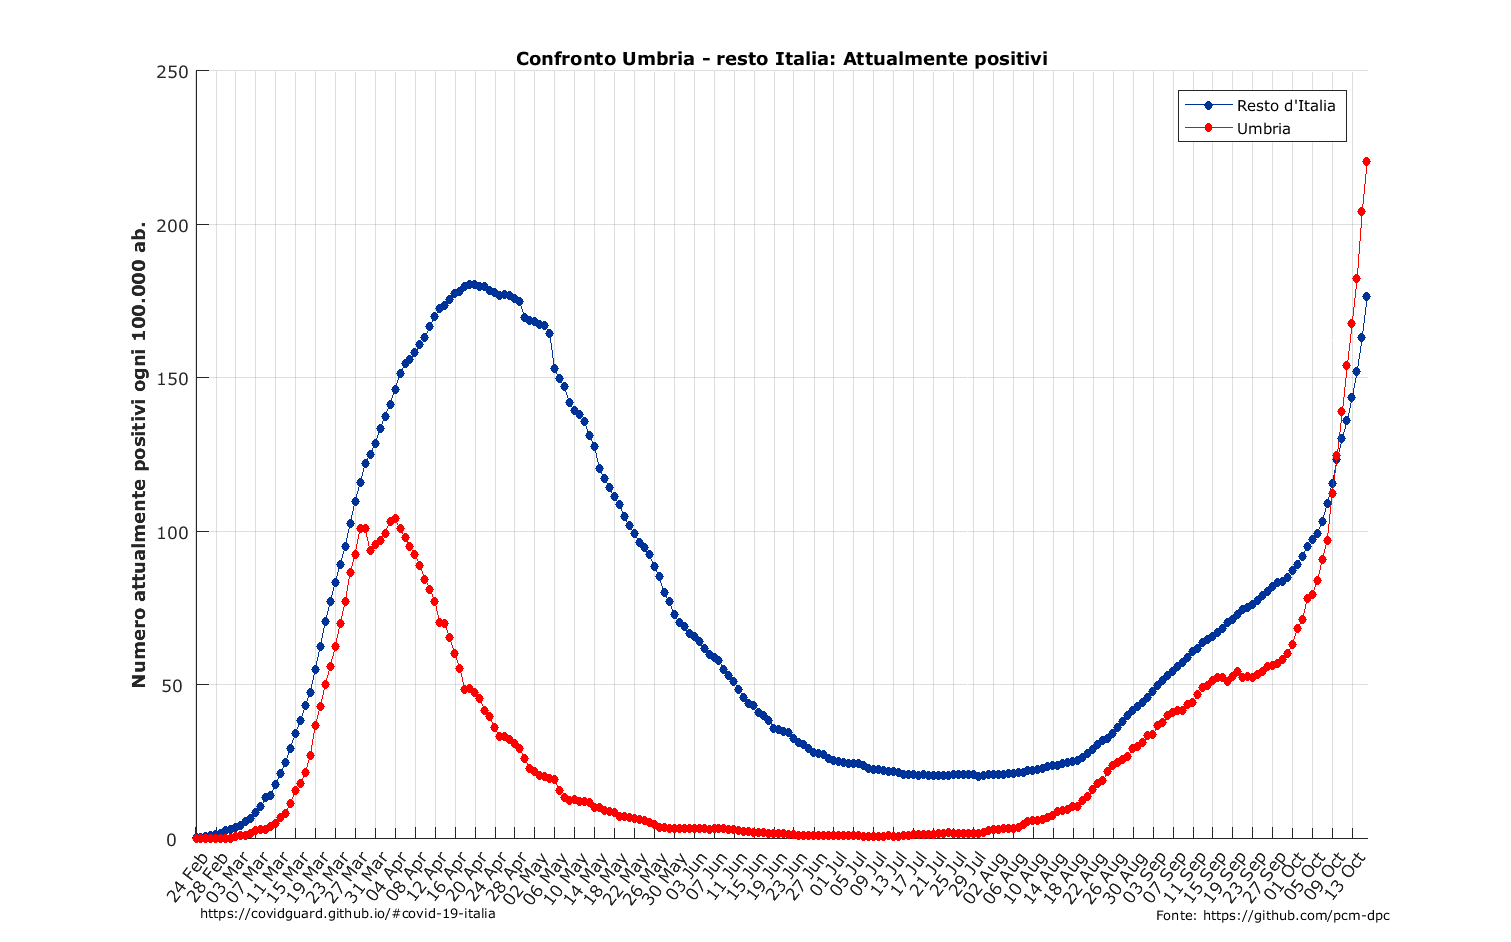 Confronto Umbria - resto Italia: Attualmente positivi
Resto d'Italia
Umbria
Numero attualmente positivi ogni 100.000 ab.
250
200
150
100
50
0
24 Feb
28 Feb
03 Mar
07 Mar
11 Mar
15 Mar
19 Mar
23 Mar
27 Mar
31 Mar
04 Apr
08 Apr
12 Apr
16 Apr
20 Apr
24 Apr
28 Apr
02 May
06 May
10 May
14 May
18 May
22 May
26 May
30 May
03 Jun
07 Jun
11 Jun
15 Jun
19 Jun
23 Jun
27 Jun
01 Jul
05 Jul
09 Jul
13 Jul
17 Jul
21 Jul
25 Jul
29 Jul
02 Aug
06 Aug
10 Aug
14 Aug
18 Aug
22 Aug
26 Aug
30 Aug
03 Sep
07 Sep
11 Sep
15 Sep
19 Sep
23 Sep
27 Sep
01 Oct
05 Oct
09 Oct
13 Oct
https://covidguard.github.io/#covid-19-italia
Fonte: https://github.com/pcm-dpc